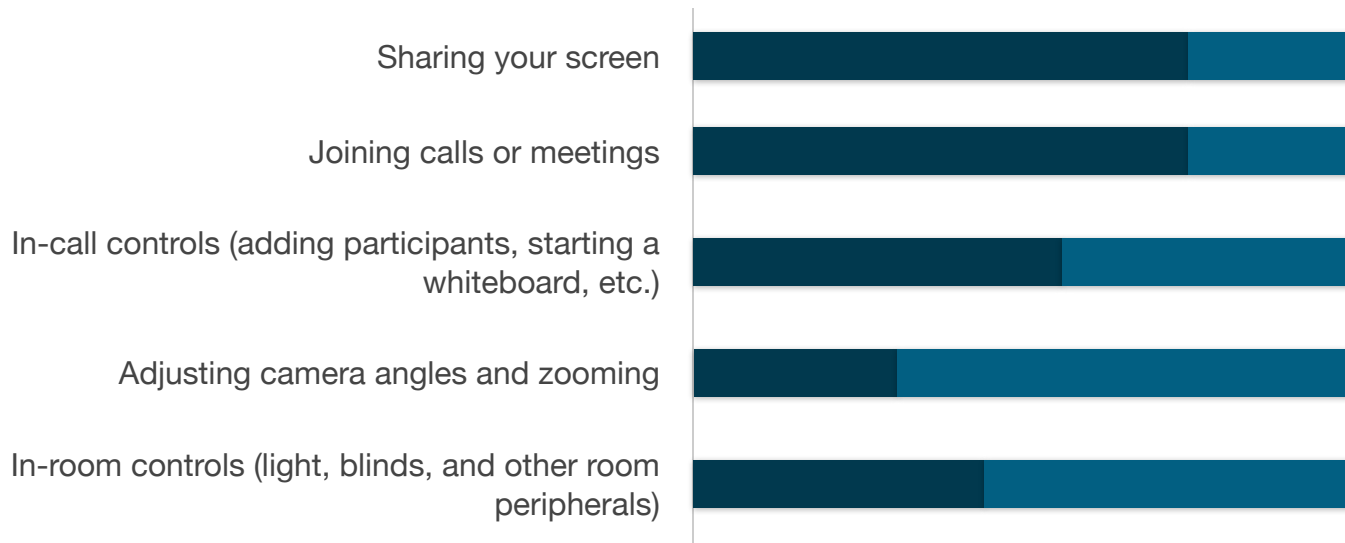 Sharing your screen
Joining calls or meetings
In-call controls (adding participants, starting a
whiteboard, etc.)
Adjusting camera angles and zooming
In-room controls (light, blinds, and other room
peripherals)